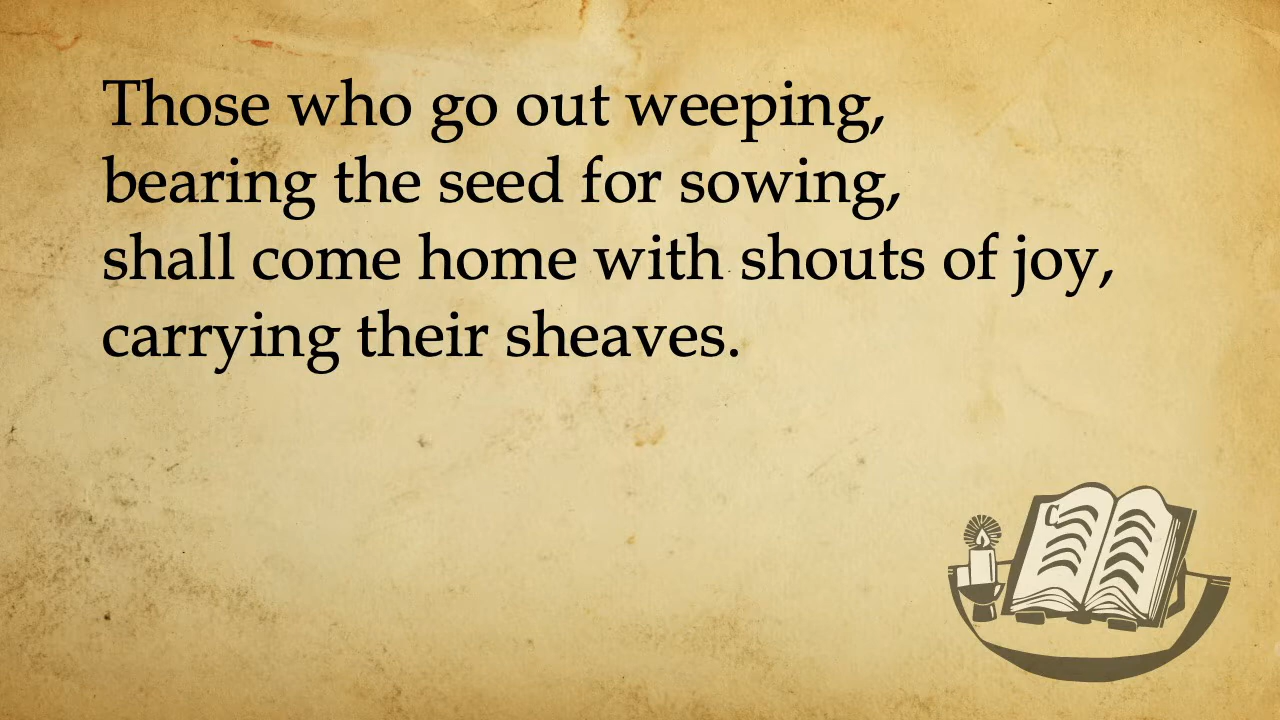 Those who go out weeping,
bearing the seed for sowing,
shall come home with shouts of joy,
carrying their sheaves.